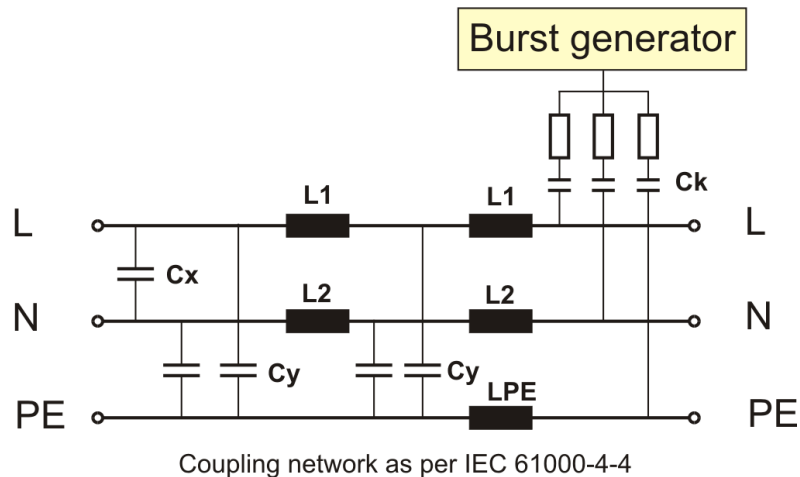 Burst generator
Ck
L1 L1
L L
Cx
L2 L2
N N
Cy Cy
LPE
PE PE
Coupling network as per IEC 61000-4-4